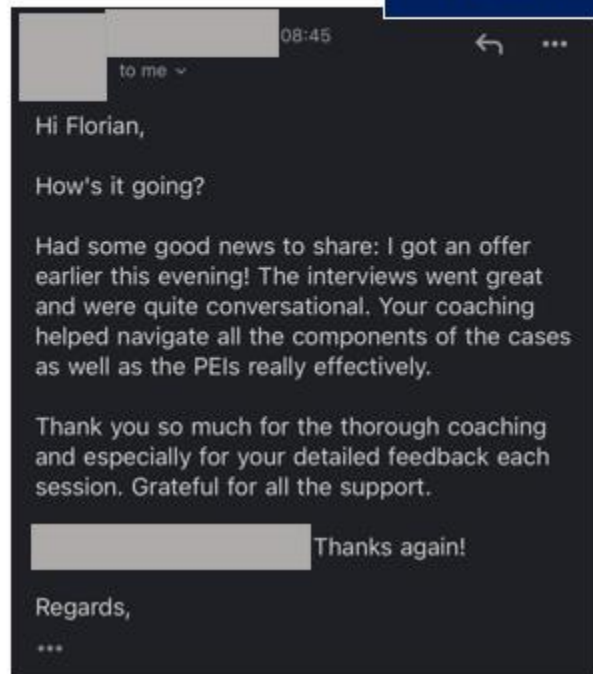 08:45
to me
Hi Florian,
How's it going?
Had some good news to share: I got an offer
earlier this evening! The interviews went great
and were quite conversational. Your coaching
helped navigate all the components of the cases
as well as the PEIs really effectively.
Thank you so much for the thorough coaching
and especially for your detailed feedback each
session. Grateful for all the support.
Thanks again!
Regards,